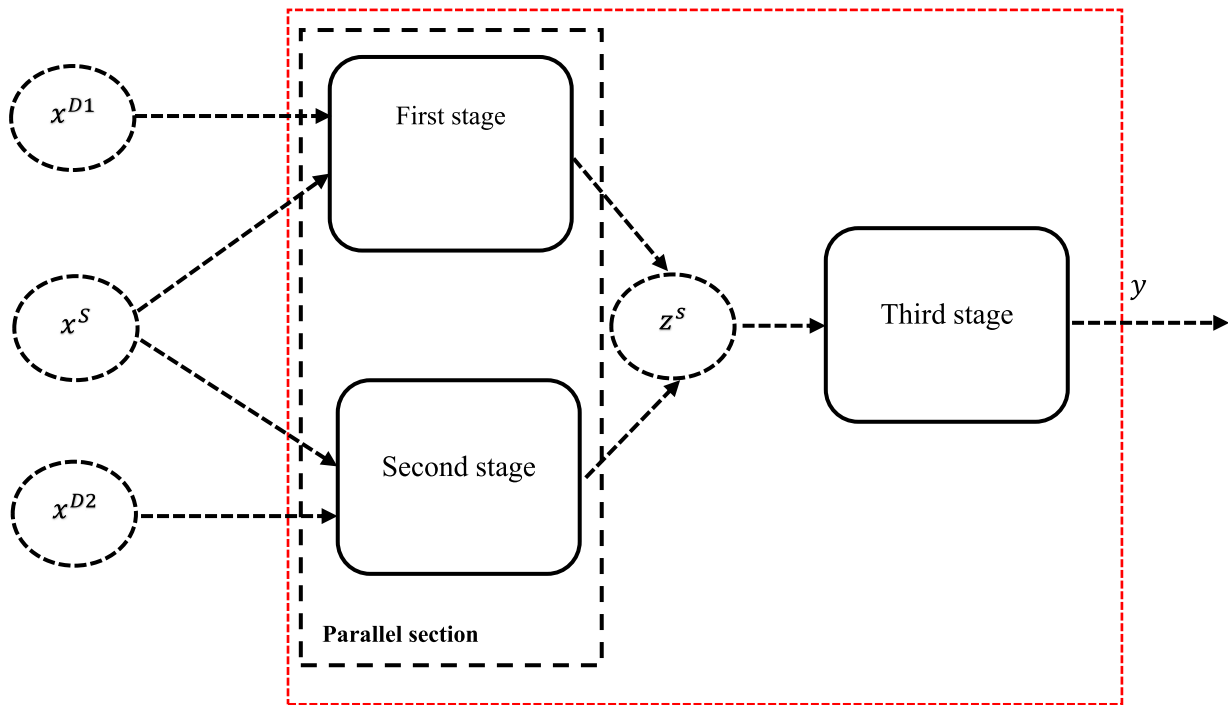 x^{D1}
First stage
x^S
z^s
Third stage
y
Second stage
x^{D2}
Parallel section